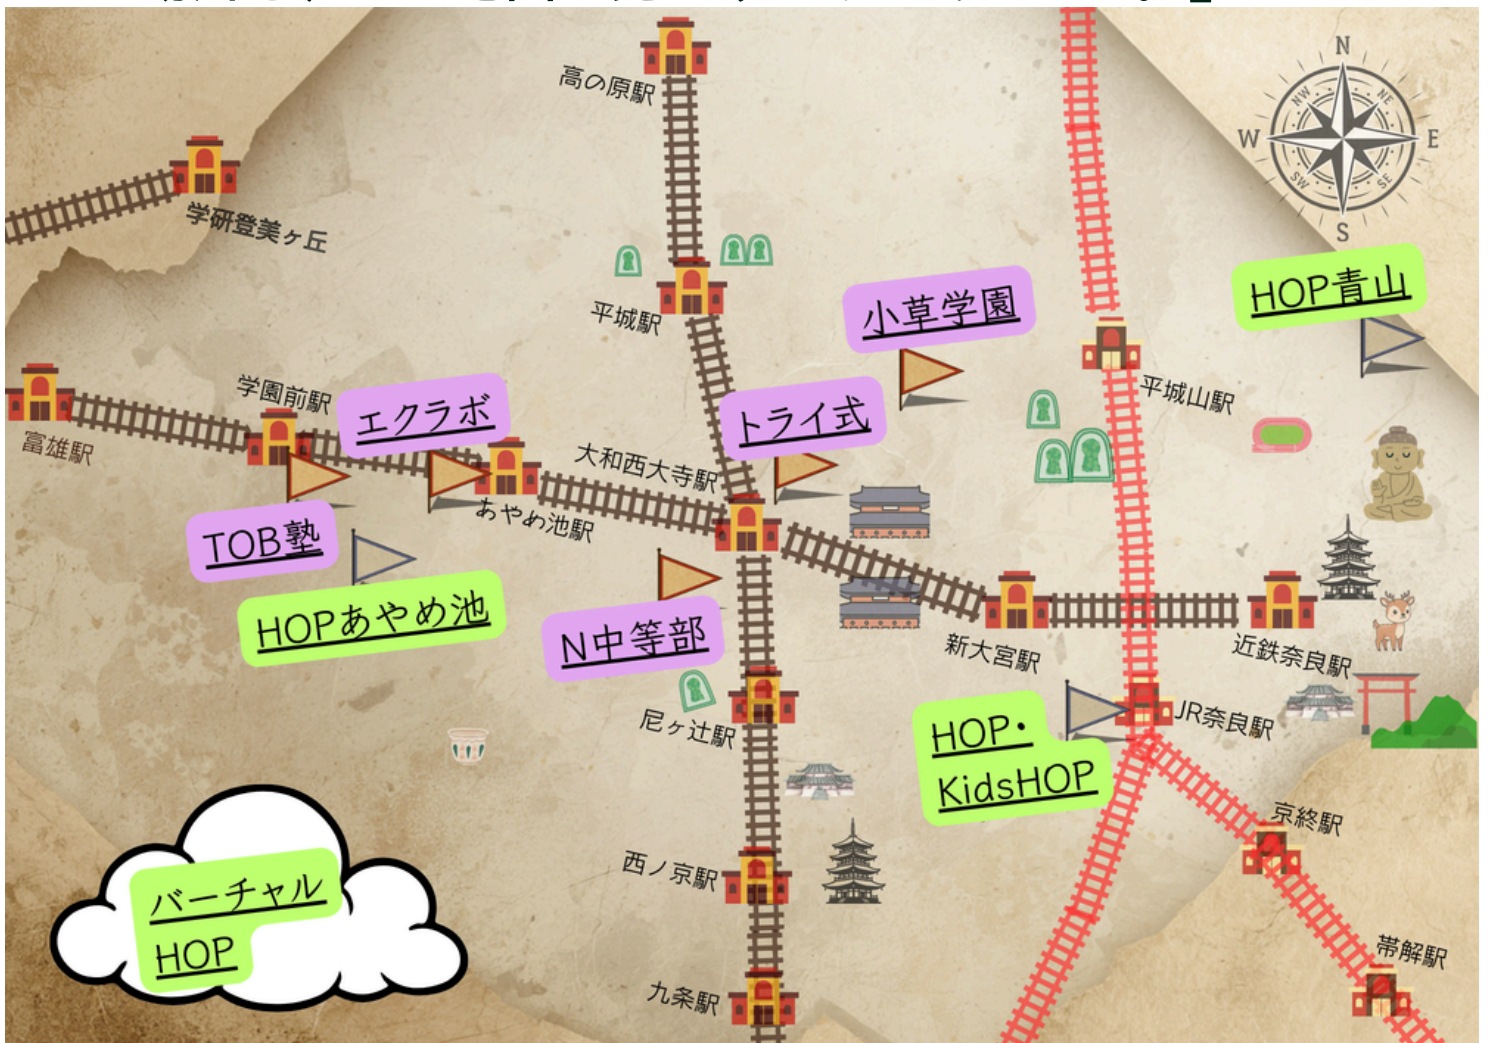 高の原駅
N
NW
NE
W
E
SW
SE
S
学研登美ヶ丘
HOP青山
小草学園
平城駅
平城山駅
学園前駅
エクラボ
トライ式
富雄駅
大和西大寺駅
あやめ池駅
TOB塾
HOPあやめ池
N中等部
新大宮駅
近鉄奈良駅
尼ヶ辻駅
HOP・
KidsHOP
JR奈良駅
京終駅
西ノ京駅
バーチャル
HOP
帯解駅
九条駅